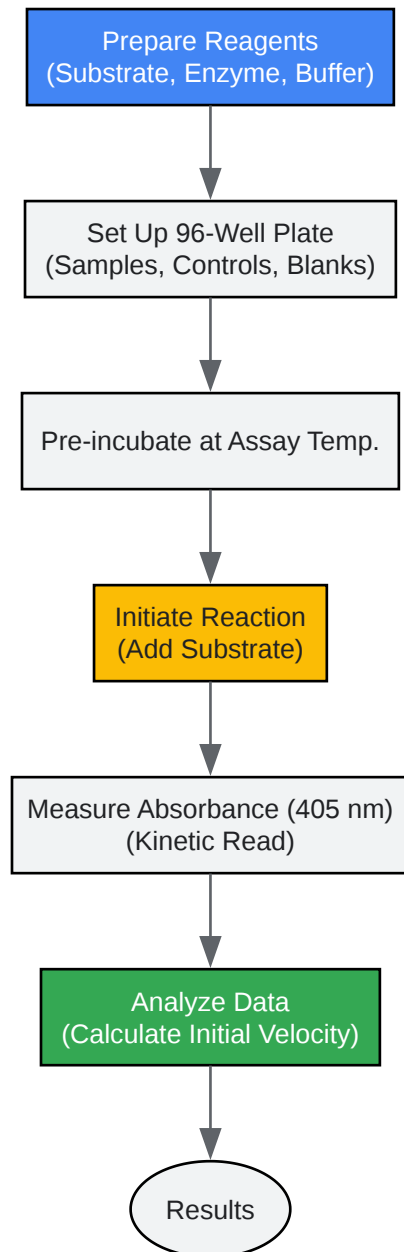 Prepare Reagents
(Substrate, Enzyme, Buffer)
Set Up 96-Well Plate
(Samples, Controls, Blanks)
Pre-incubate at Assay Temp.
Initiate Reaction
(Add Substrate)
Measure Absorbance (405 nm)
(Kinetic Read)
Analyze Data
(Calculate Initial Velocity)
Results